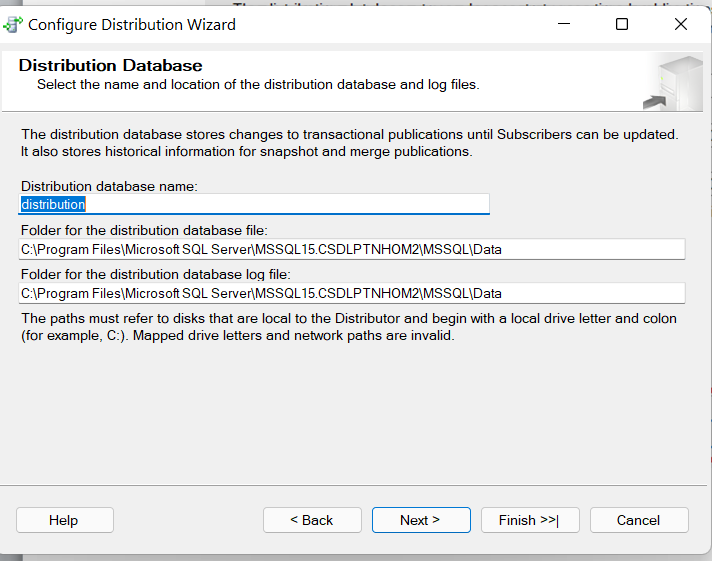 Configure Distribution Wizard
Distribution Database
Select the name and location of the distribution database and log files.
The distribution database stores changes to transactional publications until Subscribers can be updated.
It also stores historical information for snapshot and merge publications.
Distribution database name:
distribution
Folder for the distribution database file:
C:\Program Files\Microsoft SQL Server\MSSQL15.CSDLPTNHOM2\MSSQL\Data
Folder for the distribution database log file:
C:\Program Files\Microsoft SQL Server\MSSQL15.CSDLPTNHOM2\MSSQL\Data
The paths must refer to disks that are local to the Distributor and begin with a local drive letter and colon
(for example, C:). Mapped drive letters and network paths are invalid.
Help
< Back
Next >
Finish >>|
Cancel